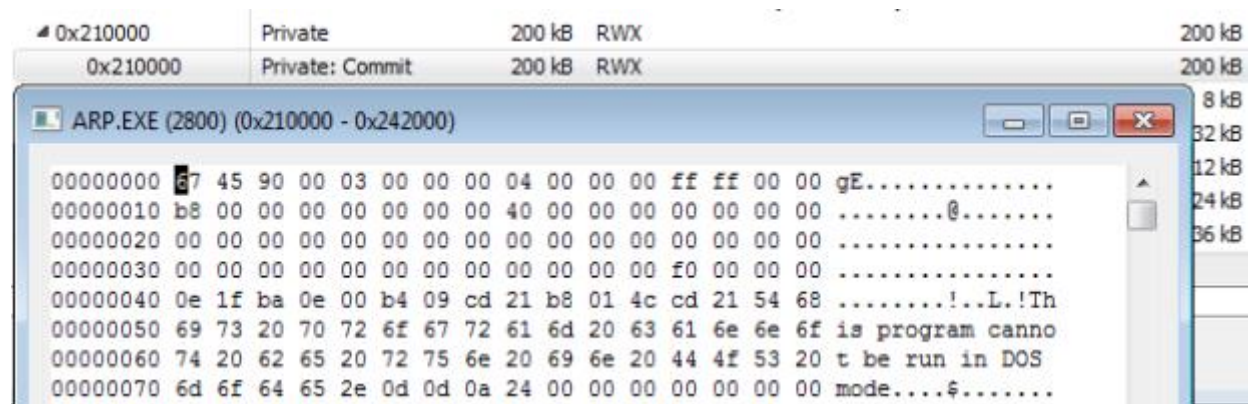 0x210000 Private 200 kB RWX 200 kB
0x210000 Private: Commit 200 kB RWX 200 kB
8 kB
ARP.EXE (2800) (0x210000 - 0x242000)
32 kB
12 kB
00000000 67 45 90 00 03 00 00 00 04 00 00 00 ff ff 00 00 gE..............
24 kB
00000010 b8 00 00 00 00 00 00 00 40 00 00 00 00 00 00 00 ........@.......
36 kB
00000020 00 00 00 00 00 00 00 00 00 00 00 00 00 00 00 00 ................
00000030 00 00 00 00 00 00 00 00 00 00 00 00 f0 00 00 00 ................
00000040 0e 1f ba 0e 00 b4 09 cd 21 b8 01 4c cd 21 54 68 ........!..L.!Th
00000050 69 73 20 70 72 6f 67 72 61 6d 20 63 61 6e 6e 6f is program canno
00000060 74 20 62 65 20 72 75 6e 20 69 6e 20 44 4f 53 20 t be run in DOS
00000070 6d 6f 64 65 2e 0d 0d 0a 24 00 00 00 00 00 00 00 mode....$.......